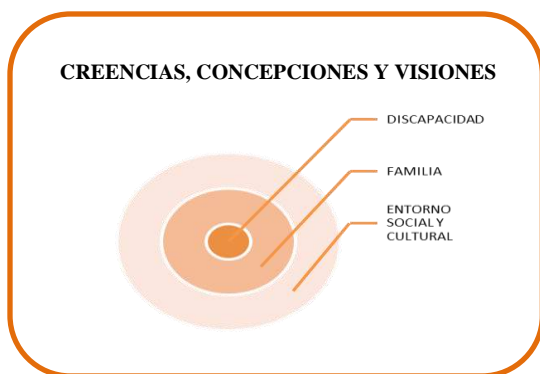 CREENCIAS, CONCEPCIONES Y VISIONES
DISCAPACIDAD
FAMILIA
ENTORNO
SOCIAL Y
CULTURAL